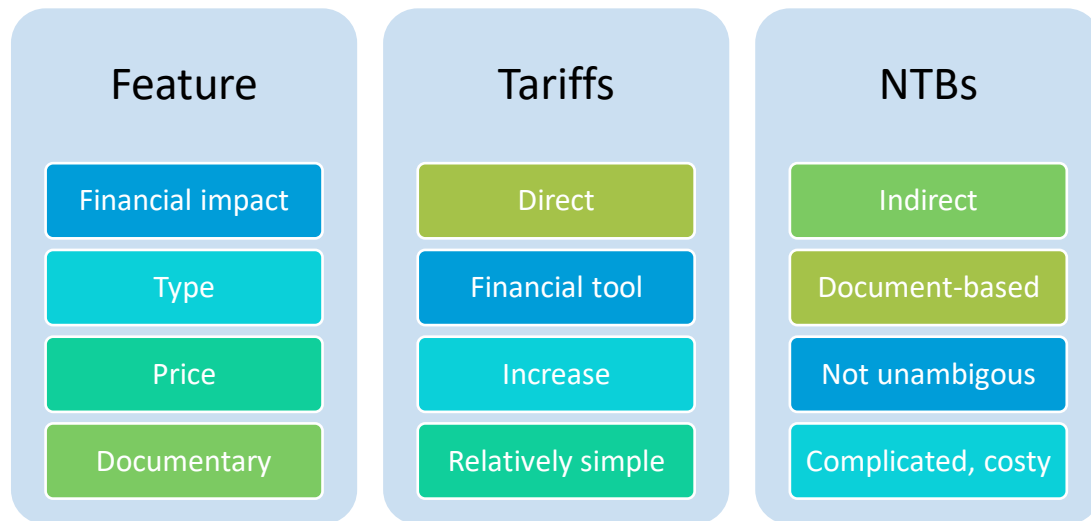 Feature
Financial impact
Type
Price
Documentary
Tariffs
Direct
Financial tool
Increase
Relatively simple
NTBs
Indirect
Document-based
Not unambigous
Complicated, costy